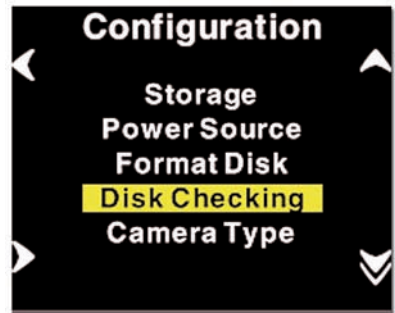 Configuration
Storage
Power Source
Format Disk
Disk Checking
Camera Type